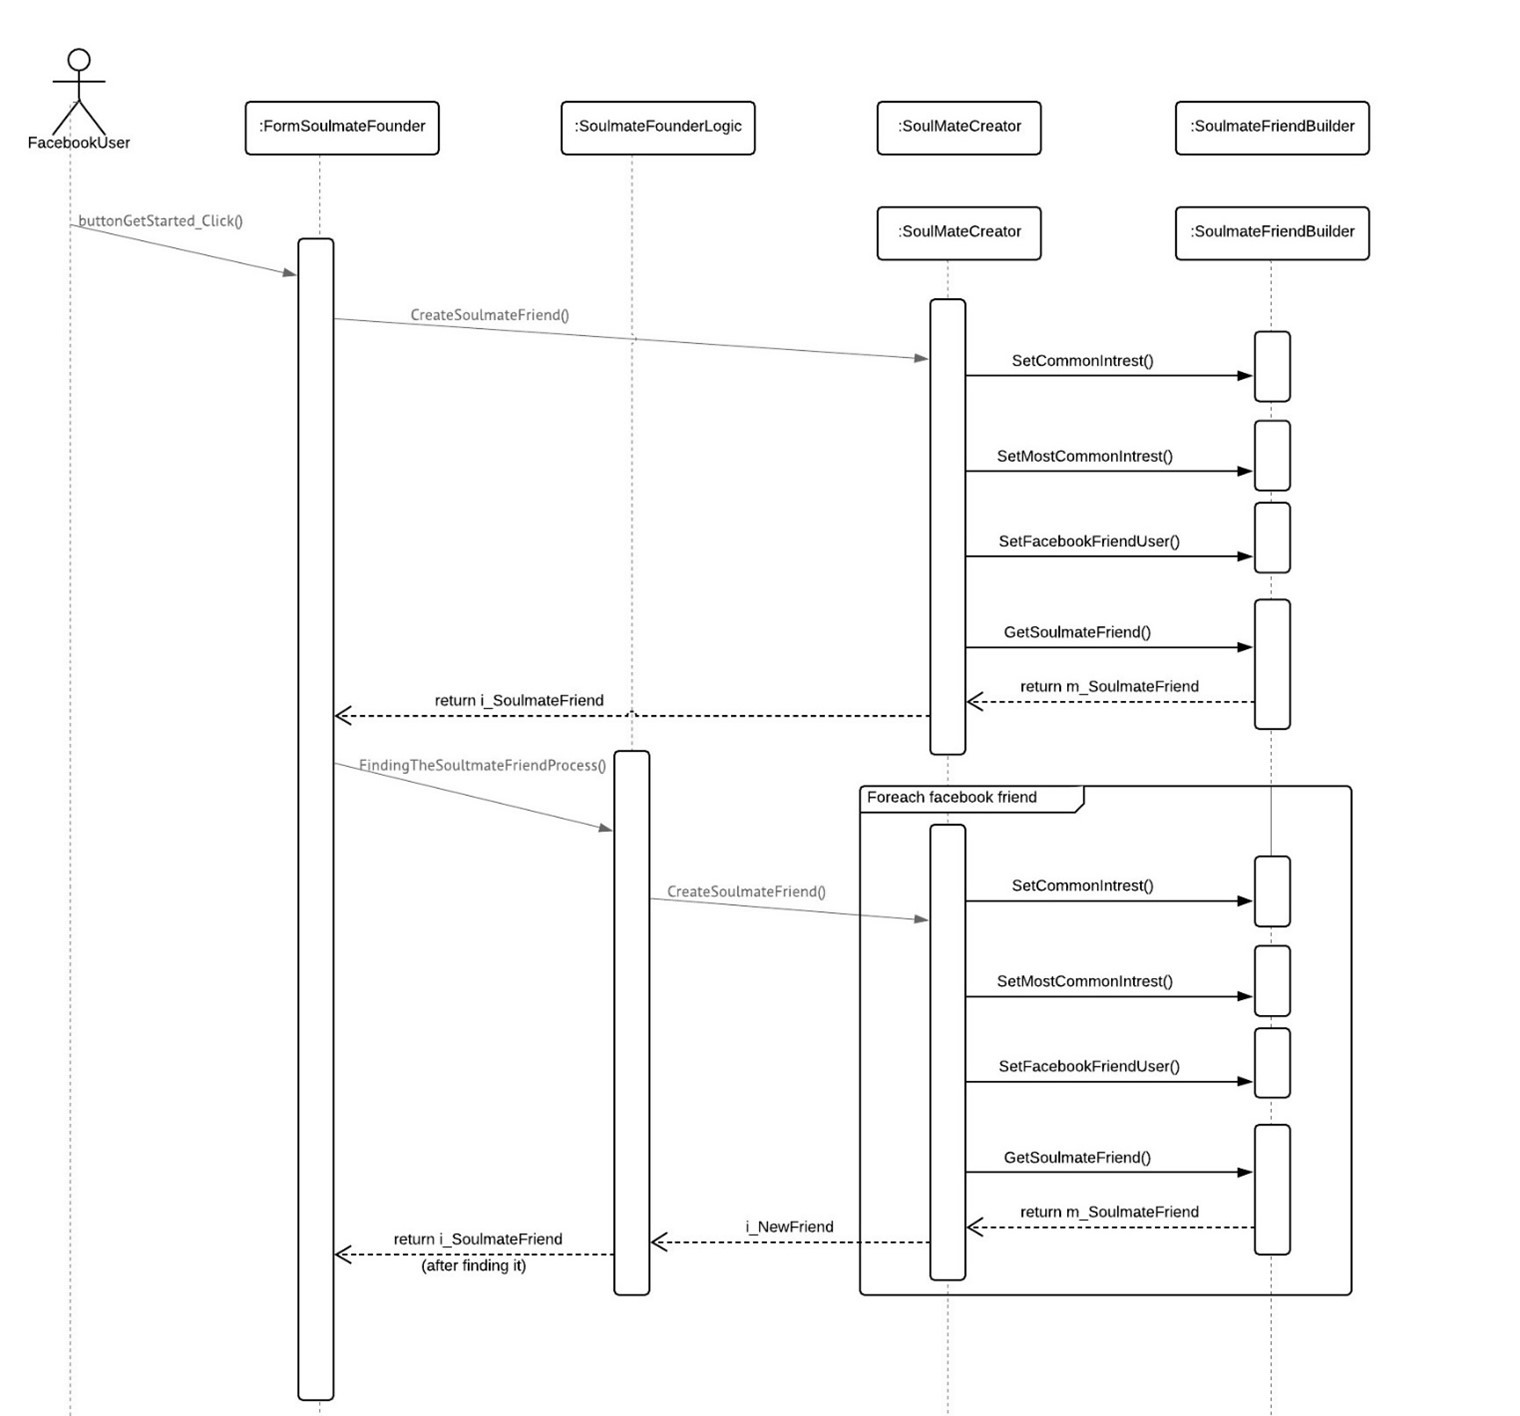 FacebookUser
:FormSoulmateFounder
:SoulmateFounderLogic
:SoulMateCreator
:SoulmateFriendBuilder
:SoulMateCreator
:SoulmateFriendBuilder
buttonGetStarted_Click()
CreateSoulmateFriend()
SetCommonIntrest()
SetMostCommonIntrest()
SetFacebookFriendUser()
GetSoulmateFriend()
return m_SoulmateFriend
return i_SoulmateFriend
FindingTheSoultmateFriendProcess()
Foreach facebook friend
CreateSoulmateFriend()
SetCommonIntrest()
SetMostCommonIntrest()
SetFacebookFriendUser()
GetSoulmateFriend()
return m_SoulmateFriend
i_NewFriend
return i_SoulmateFriend
(after finding it)